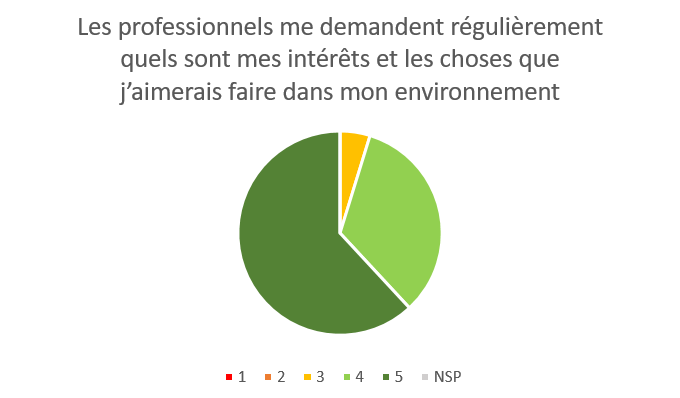 Les professionnels me demandent régulièrement
quels sont mes intérêts et les choses que
j’aimerais faire dans mon environnement
1 2 3 4 5 NSP